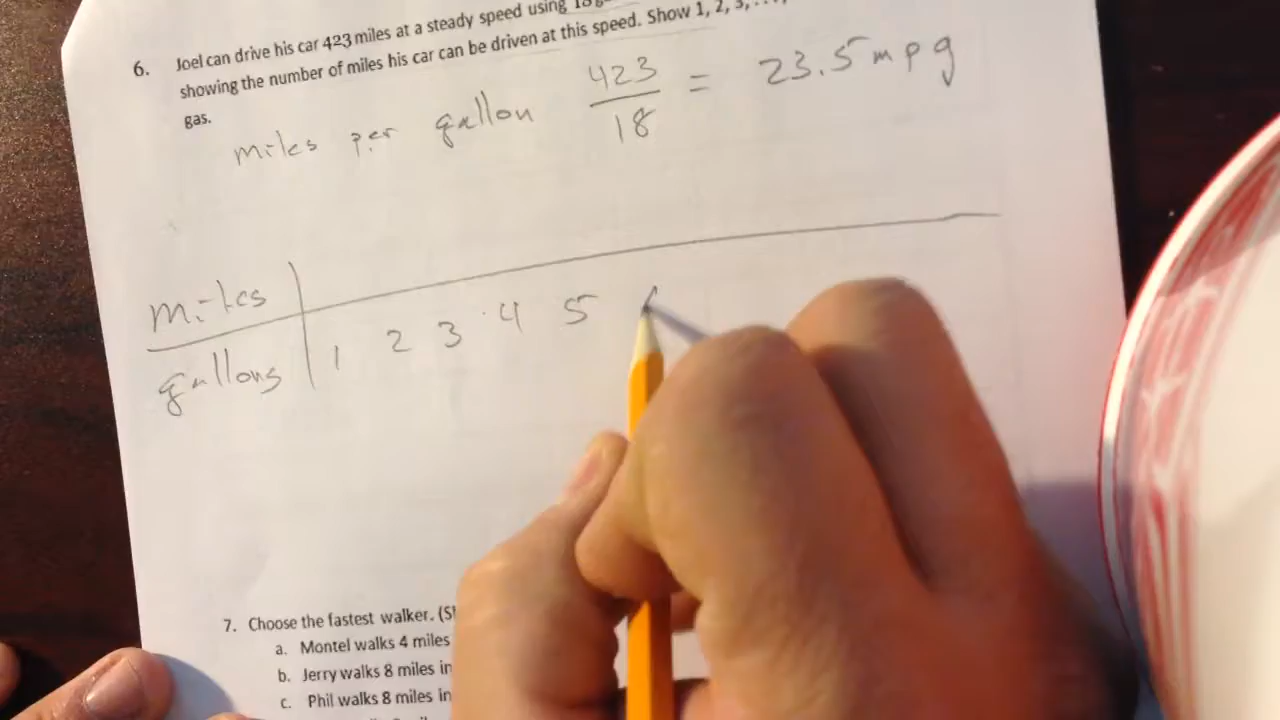 6. Joel can drive his car 423 miles at a steady speed using 18
showing the number of miles his car can be driven at this speed. Show 1, 2, 3, . . . ,
gas.
miles per gallon 423/18 = 23.5 mpg
miles
gallons 1 2 3 4 5
7. Choose the fastest walker. (S
a. Montel walks 4 miles
b. Jerry walks 8 miles in
c. Phil walks 8 miles in